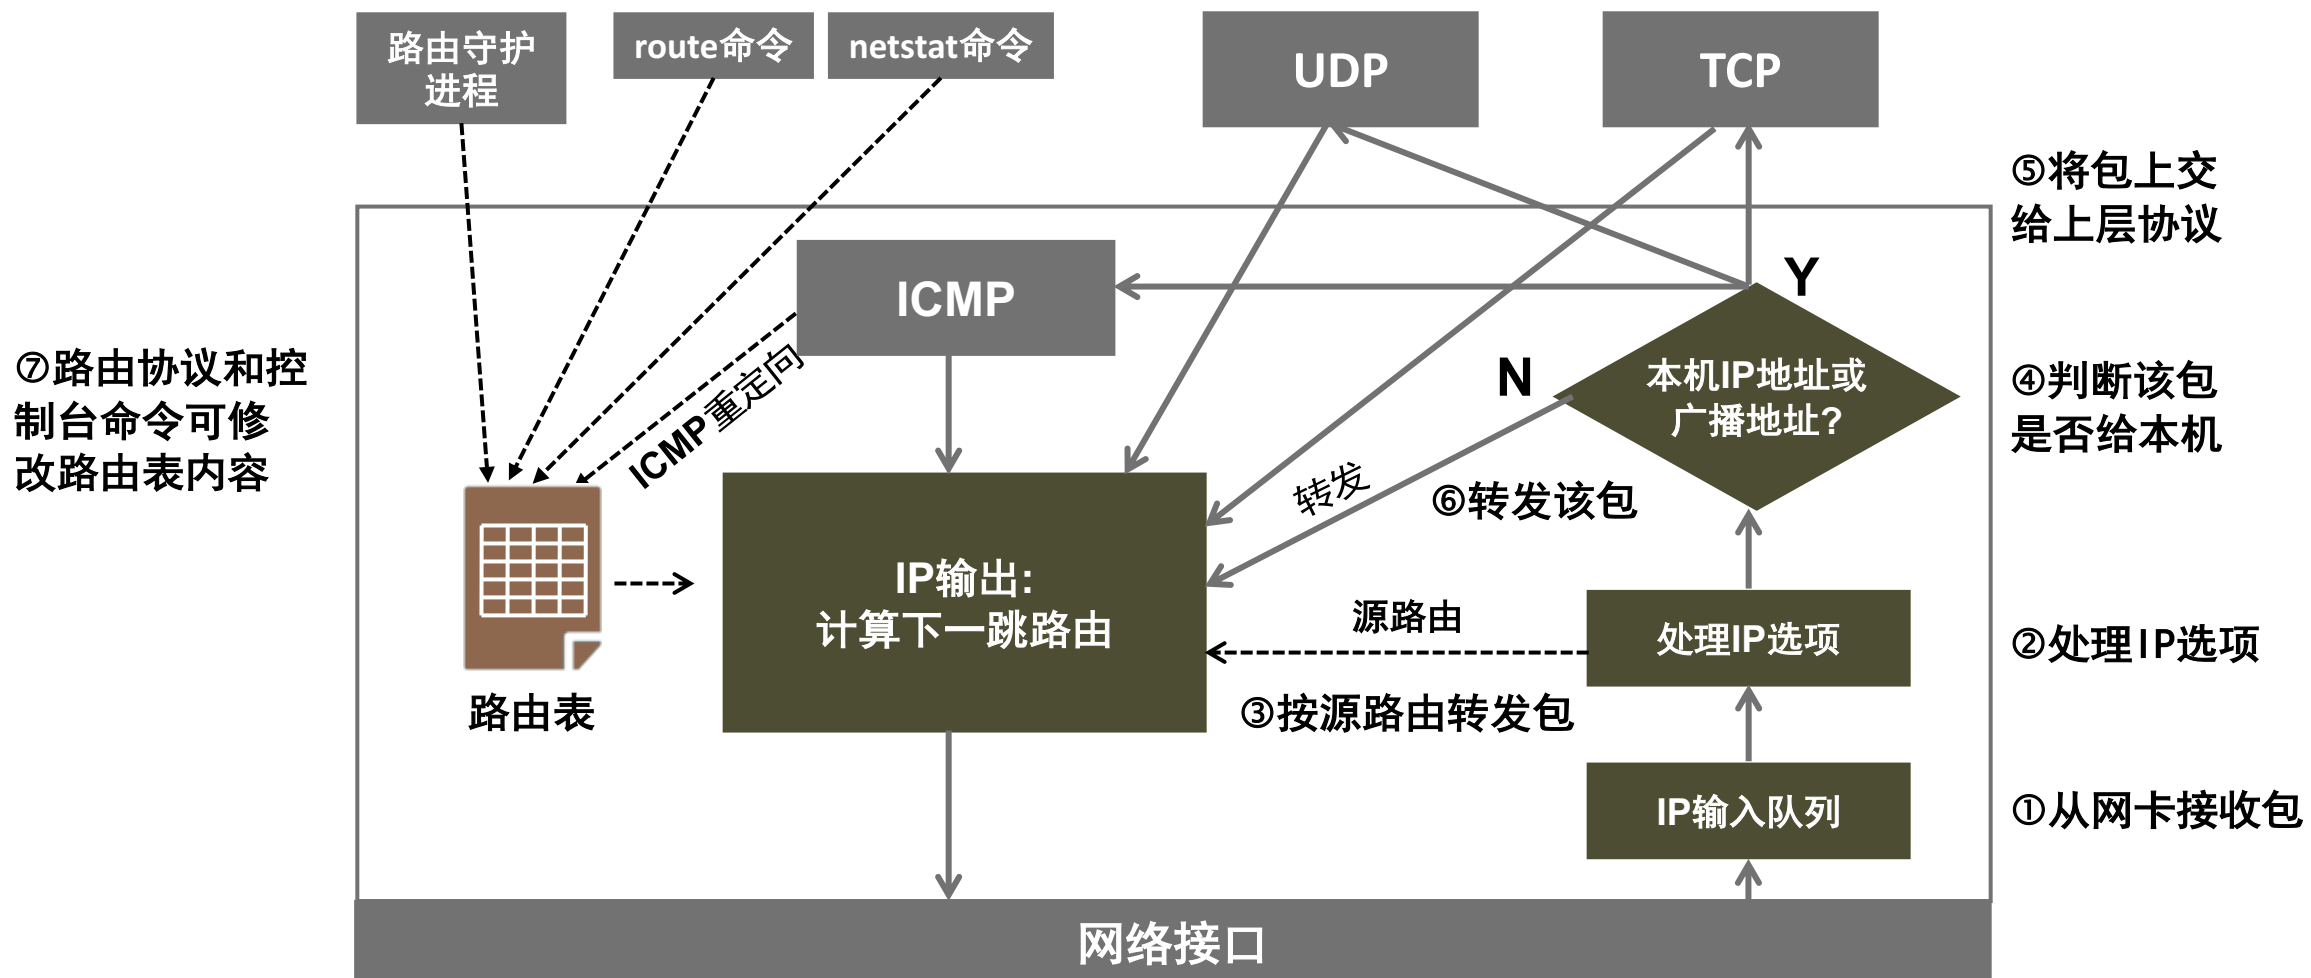 路由守护
进程
route命令
netstat命令
UDP
TCP
⑤将包上交
给上层协议
ICMP
Y
⑦路由协议和控
制台命令可修
改路由表内容
ICMP重定向
N
本机IP地址或
广播地址?
④判断该包
是否给本机
转发
⑥转发该包
IP输出:
计算下一跳路由
源路由
处理IP选项
②处理IP选项
路由表
③按源路由转发包
IP输入队列
①从网卡接收包
网络接口